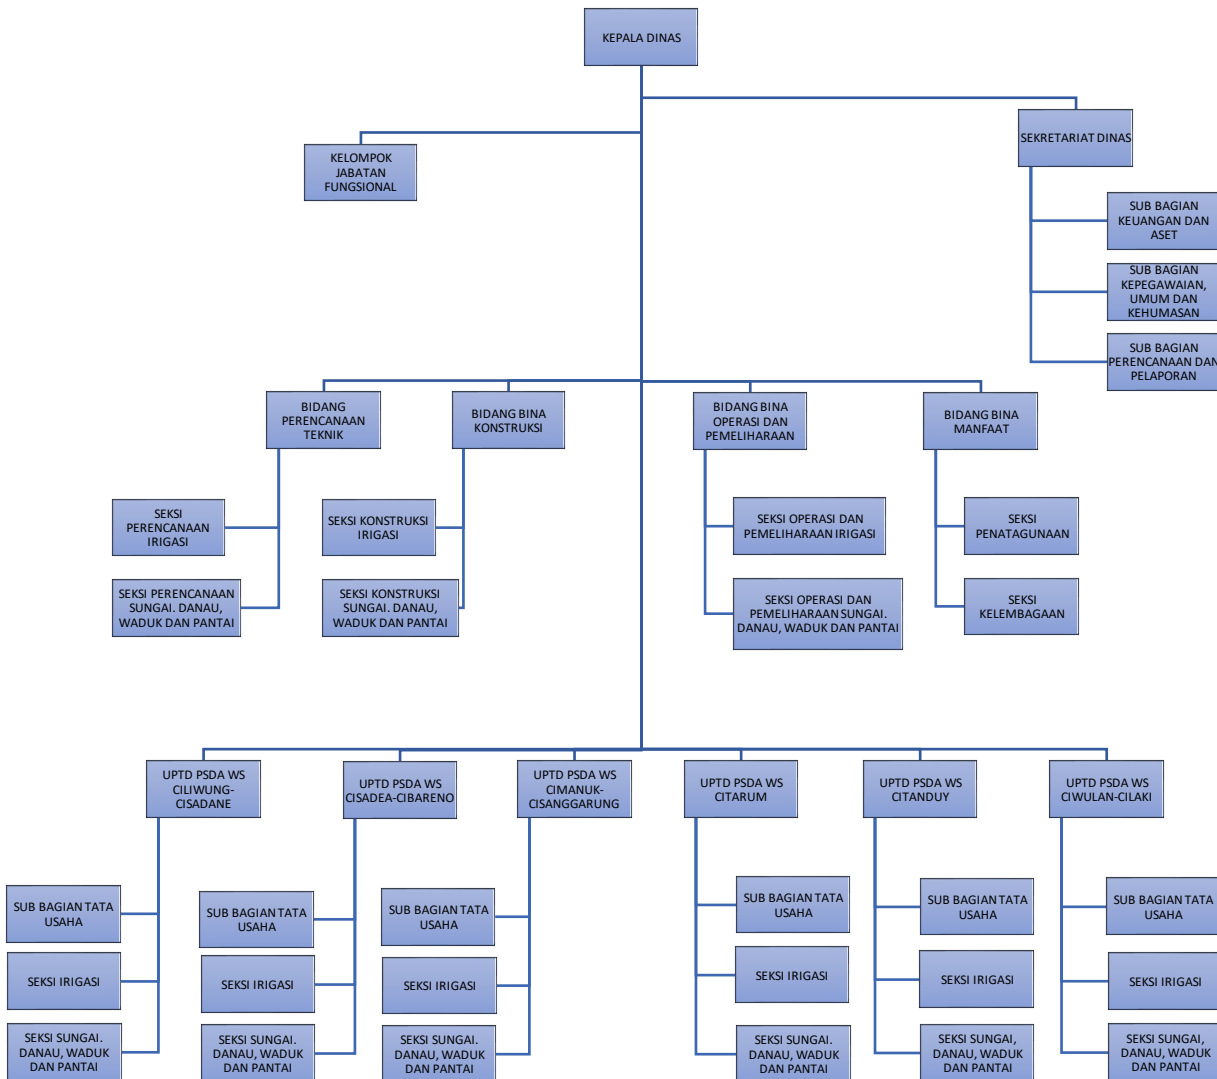 KEPALA DINAS
SEKRETARIAT DINAS
KELOMPOK
JABATAN
FUNGSIONAL
SUB BAGIAN
KEUANGAN DAN
ASET
SUB BAGIAN
KEPEGAWAIAN,
UMUM DAN
KEHUMASAN
SUB BAGIAN
PERENCANAAN DAN
PELAPORAN
BIDANG
PERENCANAAN
TEKNIK
BIDANG BINA
KONSTRUKSI
BIDANG BINA
OPERASI DAN
PEMELIHARAAN
BIDANG BINA
MANFAAT
SEKSI
PERENCANAAN
IRIGASI
SEKSI KONSTRUKSI
IRIGASI
SEKSI OPERASI DAN
PEMELIHARAAN IRIGASI
SEKSI
PENATAGUNAAN
SEKSI PERENCANAAN
SUNGAI. DANAU,
WADUK DAN PANTAI
SEKSI KONSTRUKSI
SUNGAI. DANAU,
WADUK DAN PANTAI
SEKSI OPERASI DAN
PEMELIHARAAN SUNGAI.
DANAU, WADUK DAN PANTAI
SEKSI
KELEMBAGAAN
UPTD PSDA WS
CILIWUNG-
CISADANE
UPTD PSDA WS
CISADEA-CIBARENO
UPTD PSDA WS
CIMANUK-
CISANGGARUNG
UPTD PSDA WS
CITARUM
UPTD PSDA WS
CITANDUY
UPTD PSDA WS
CIWULAN-CILAKI
SUB BAGIAN TATA
USAHA
SUB BAGIAN TATA
USAHA
SUB BAGIAN TATA
USAHA
SUB BAGIAN TATA
USAHA
SUB BAGIAN TATA
USAHA
SUB BAGIAN TATA
USAHA
SEKSI IRIGASI
SEKSI IRIGASI
SEKSI IRIGASI
SEKSI IRIGASI
SEKSI IRIGASI
SEKSI IRIGASI
SEKSI SUNGAI.
DANAU, WADUK
DAN PANTAI
SEKSI SUNGAI.
DANAU, WADUK
DAN PANTAI
SEKSI SUNGAI.
DANAU, WADUK
DAN PANTAI
SEKSI SUNGAI.
DANAU, WADUK
DAN PANTAI
SEKSI SUNGAI,
DANAU, WADUK
DAN PANTAI
SEKSI SUNGAI,
DANAU, WADUK
DAN PANTAI